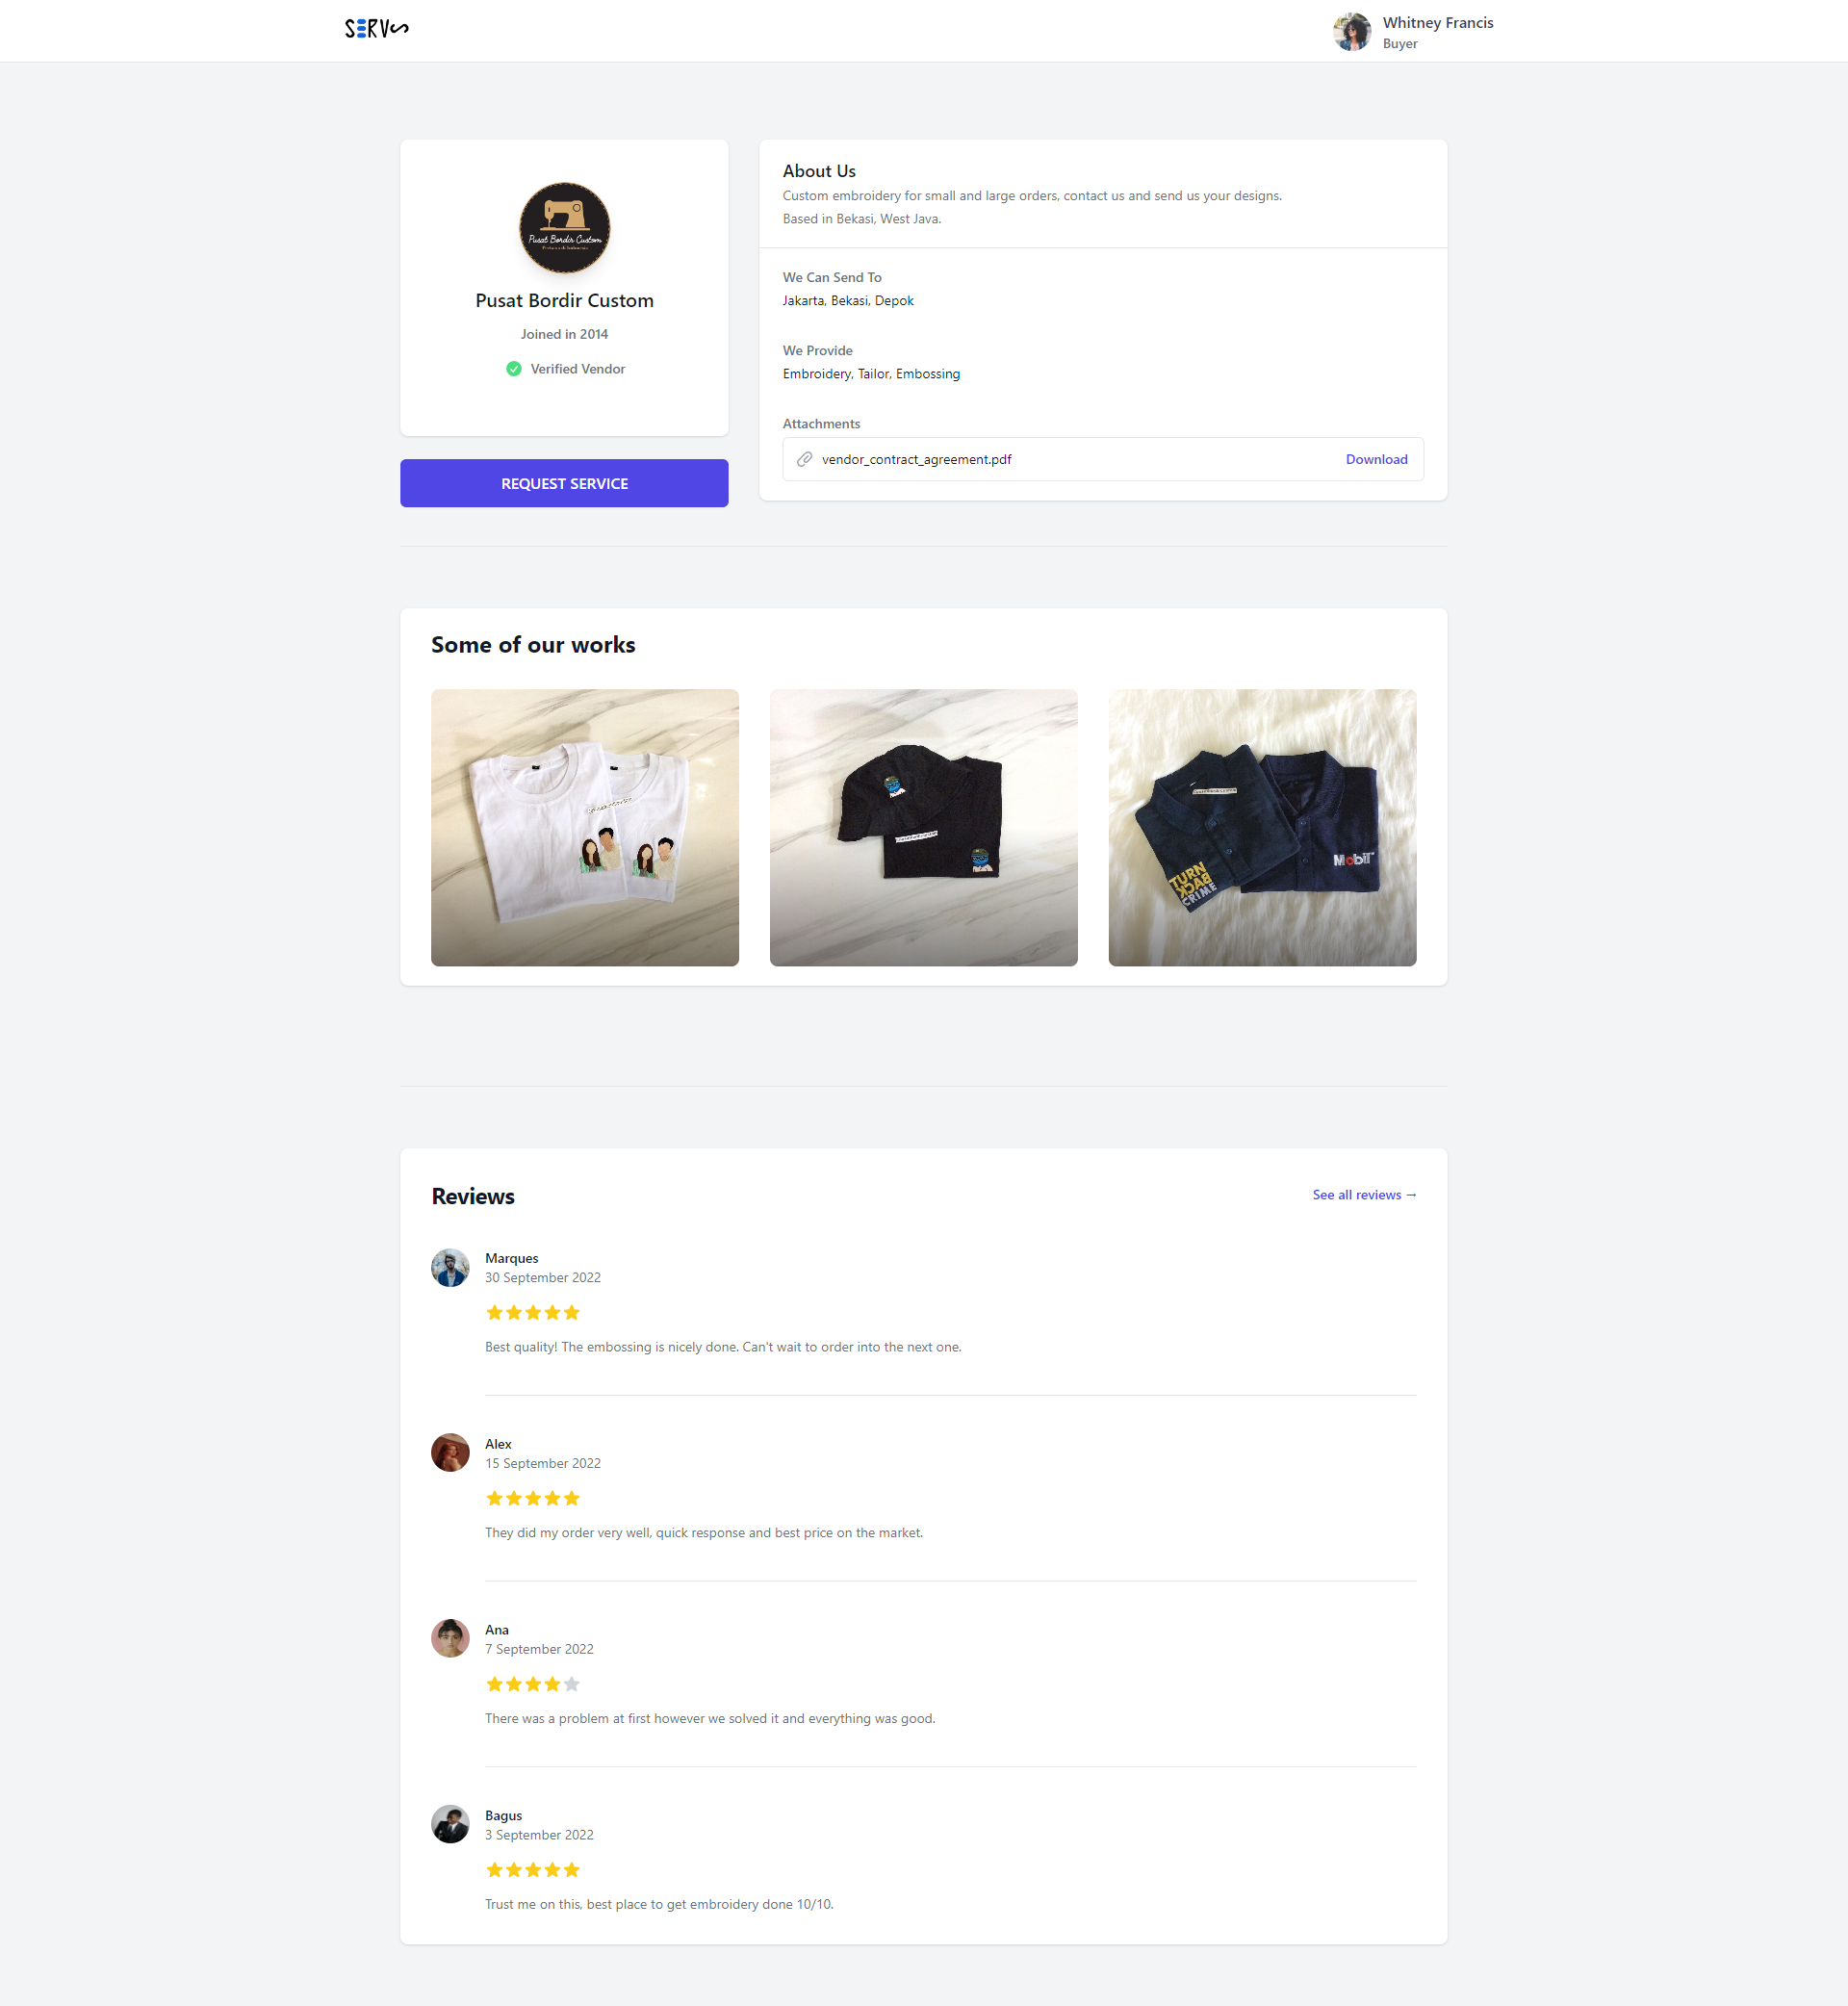 SERV
Whitney Francis
Buyer
Pusat Bordir Custom
Pusat Bordir Custom
Joined in 2014
Verified Vendor
REQUEST SERVICE
About Us
Custom embroidery for small and large orders, contact us and send us your designs.
Based in Bekasi, West Java.
We Can Send To
Jakarta, Bekasi, Depok
We Provide
Embroidery, Tailor, Embossing
Attachments
vendor_contract_agreement.pdf
Download
Some of our works
TURN
BACK
CRIME
Mobil
Reviews
See all reviews →
Marques
30 September 2022
Best quality! The embossing is nicely done. Can't wait to order into the next one.
Alex
15 September 2022
They did my order very well, quick response and best price on the market.
Ana
7 September 2022
There was a problem at first however we solved it and everything was good.
Bagus
3 September 2022
Trust me on this, best place to get embroidery done 10/10.